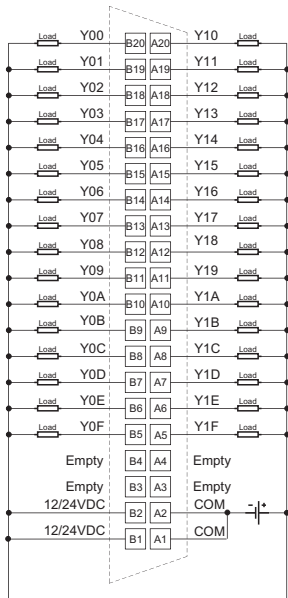 Load Y00 B20 A20 Y10 Load
Load Y01 B19 A19 Y11 Load
Load Y02 B18 A18 Y12 Load
Load Y03 B17 A17 Y13 Load
Load Y04 B16 A16 Y14 Load
Load Y05 B15 A15 Y15 Load
Load Y06 B14 A14 Y16 Load
Load Y07 B13 A13 Y17 Load
Load Y08 B12 A12 Y18 Load
Load Y09 B11 A11 Y19 Load
Load Y0A B10 A10 Y1A Load
Load Y0B B9 A9 Y1B Load
Load Y0C B8 A8 Y1C Load
Load Y0D B7 A7 Y1D Load
Load Y0E B6 A6 Y1E Load
Load Y0F B5 A5 Y1F Load
Empty B4 A4 Empty
Empty B3 A3 Empty
12/24VDC B2 A2 COM - +
12/24VDC B1 A1 COM